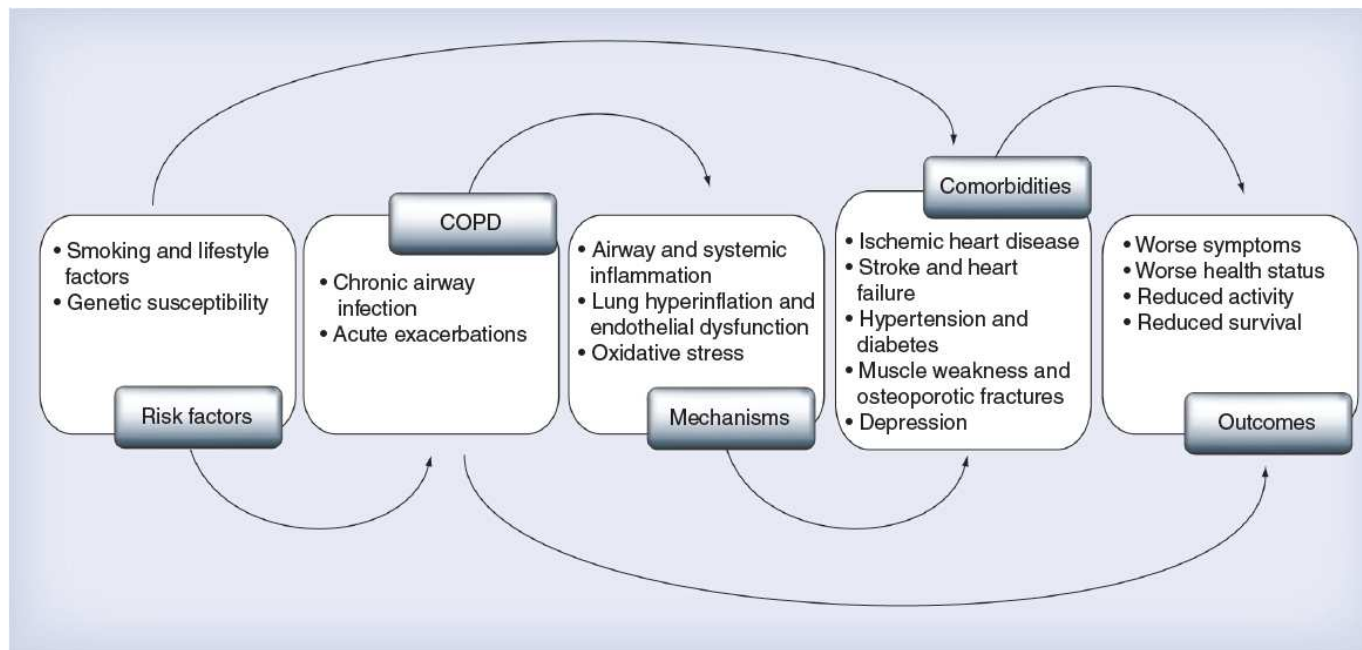 • Smoking and lifestyle
factors
• Genetic susceptibility
Risk factors
COPD
• Chronic airway
infection
• Acute exacerbations
• Airway and systemic
inflammation
• Lung hyperinflation and
endothelial dysfunction
• Oxidative stress
Mechanisms
Comorbidities
• Ischemic heart disease
• Stroke and heart
failure
• Hypertension and
diabetes
• Muscle weakness and
osteoporotic fractures
• Depression
• Worse symptoms
• Worse health status
• Reduced activity
• Reduced survival
Outcomes